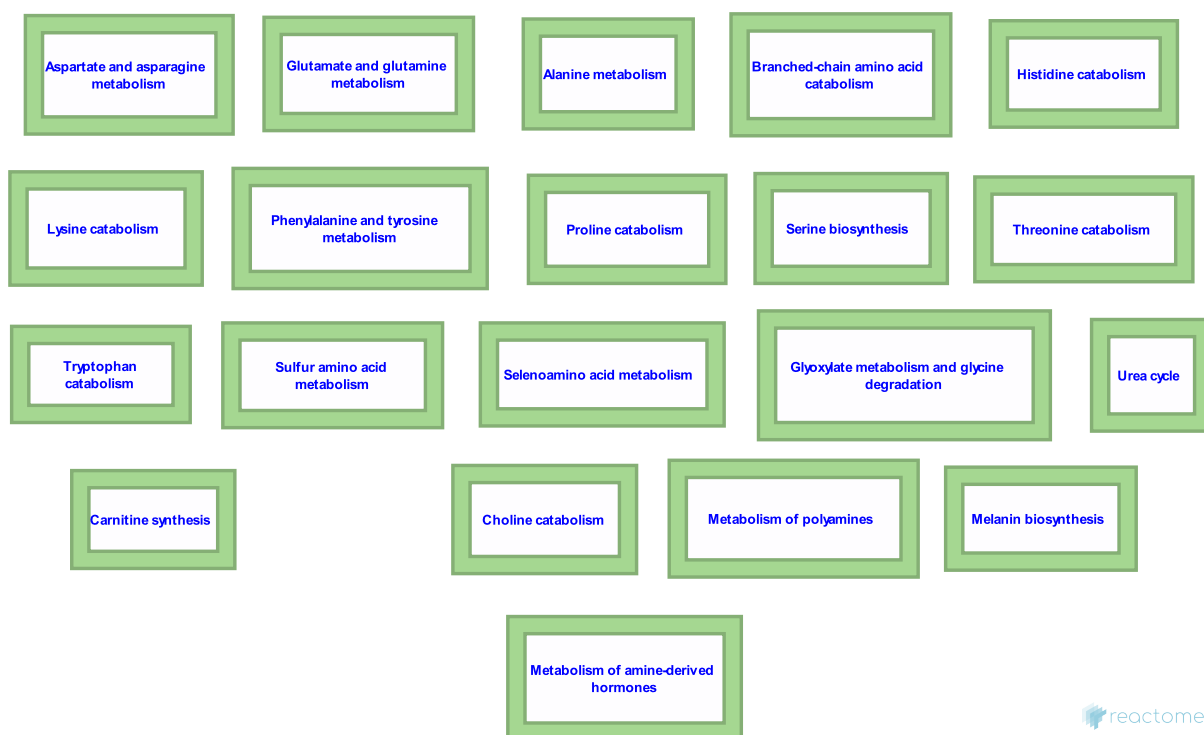 Aspartate and asparagine
metabolism
Glutamate and glutamine
metabolism
Alanine metabolism
Branched-chain amino acid
catabolism
Histidine catabolism
Lysine catabolism
Phenylalanine and tyrosine
metabolism
Proline catabolism
Serine biosynthesis
Threonine catabolism
Tryptophan
catabolism
Sulfur amino acid
metabolism
Selenoamino acid metabolism
Glyoxylate metabolism and glycine
degradation
Urea cycle
Carnitine synthesis
Choline catabolism
Metabolism of polyamines
Melanin biosynthesis
Metabolism of amine-derived
hormones
reactome